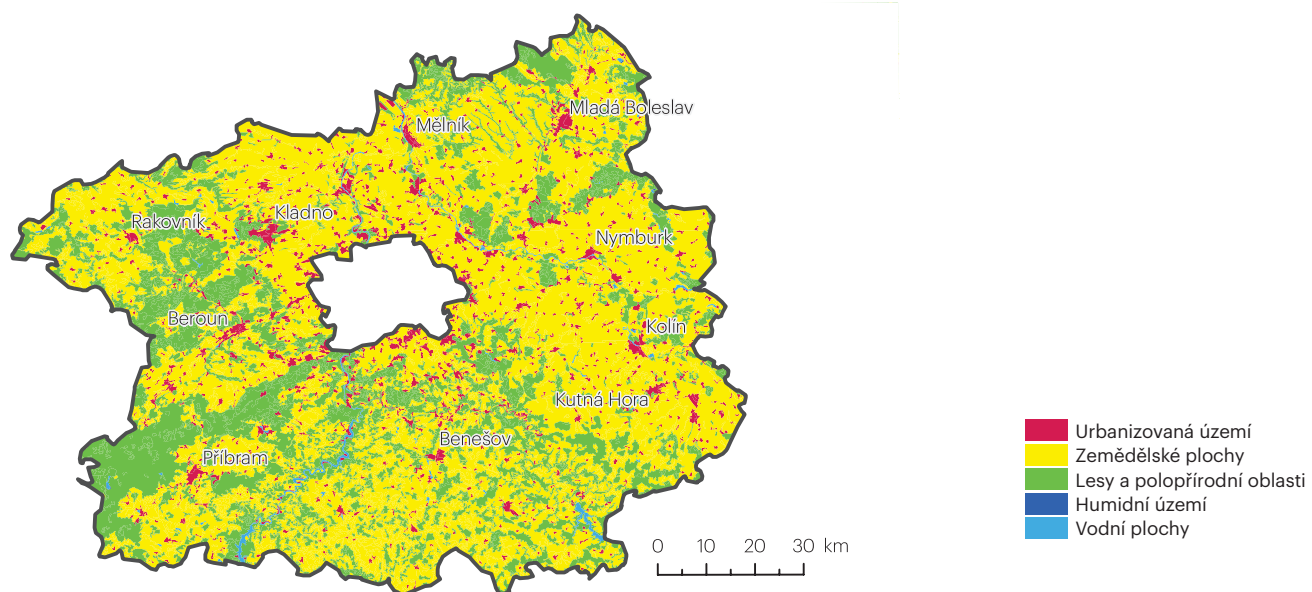 Mladá Boleslav
Mělník
Rakovník
Kladno
Nymburk
Beroun
Kolín
Kutná Hora
Benešov
Příbram
Urbanizovaná území
Zemědělské plochy
Lesy a polopřírodní oblasti
Humidní území
Vodní plochy
0 10 20 30 km